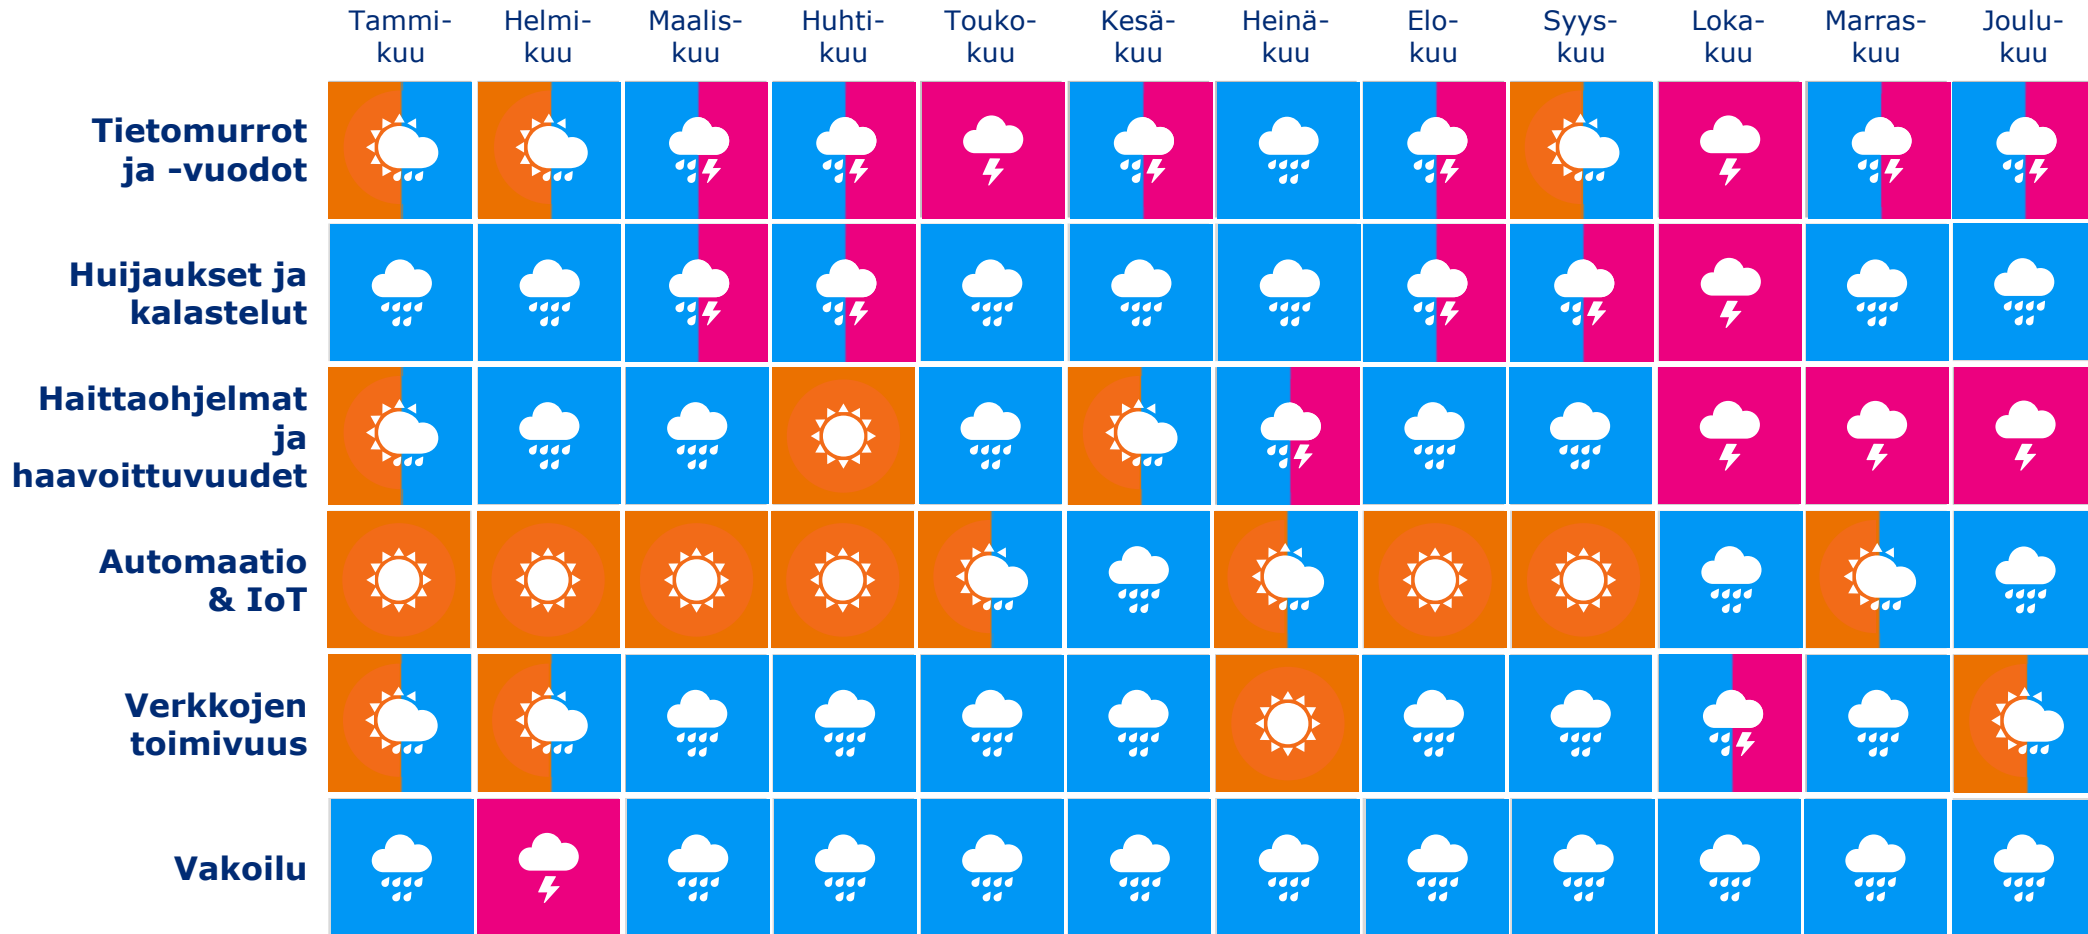 Tammi- Helmi- Maalis- Huhti- Touko- Kesä- Heinä- Elo- Syys- Loka- Marras- Joulu-
kuu kuu kuu kuu kuu kuu kuu kuu kuu kuu kuu kuu
Tietomurrot
ja -vuodot
Huijaukset ja
kalastelut
Haittaohjelmat
ja
haavoittuvuudet
Automaatio
& IoT
Verkkojen
toimivuus
Vakoilu